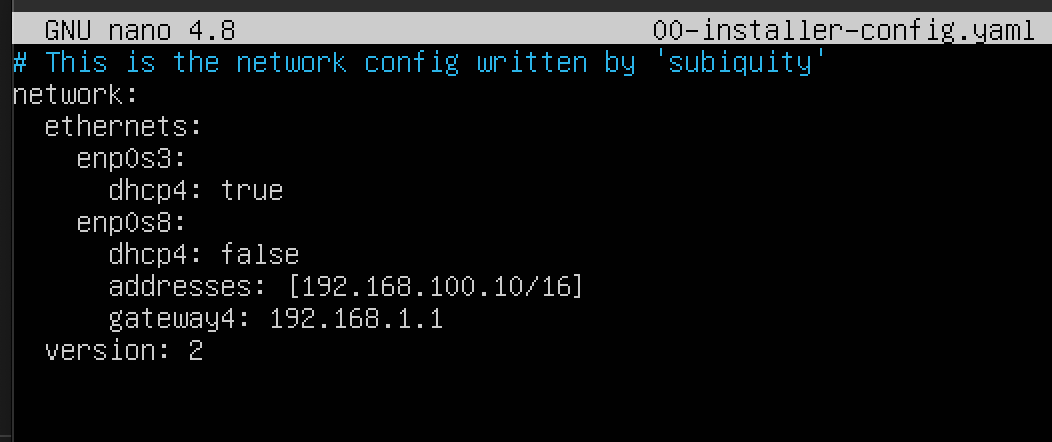 GNU nano 4.8 00-installer-config.yaml
# This is the network config written by 'subiquity'
network:
  ethernets:
    enp0s3:
      dhcp4: true
    enp0s8:
      dhcp4: false
      addresses: [192.168.100.10/16]
      gateway4: 192.168.1.1
  version: 2